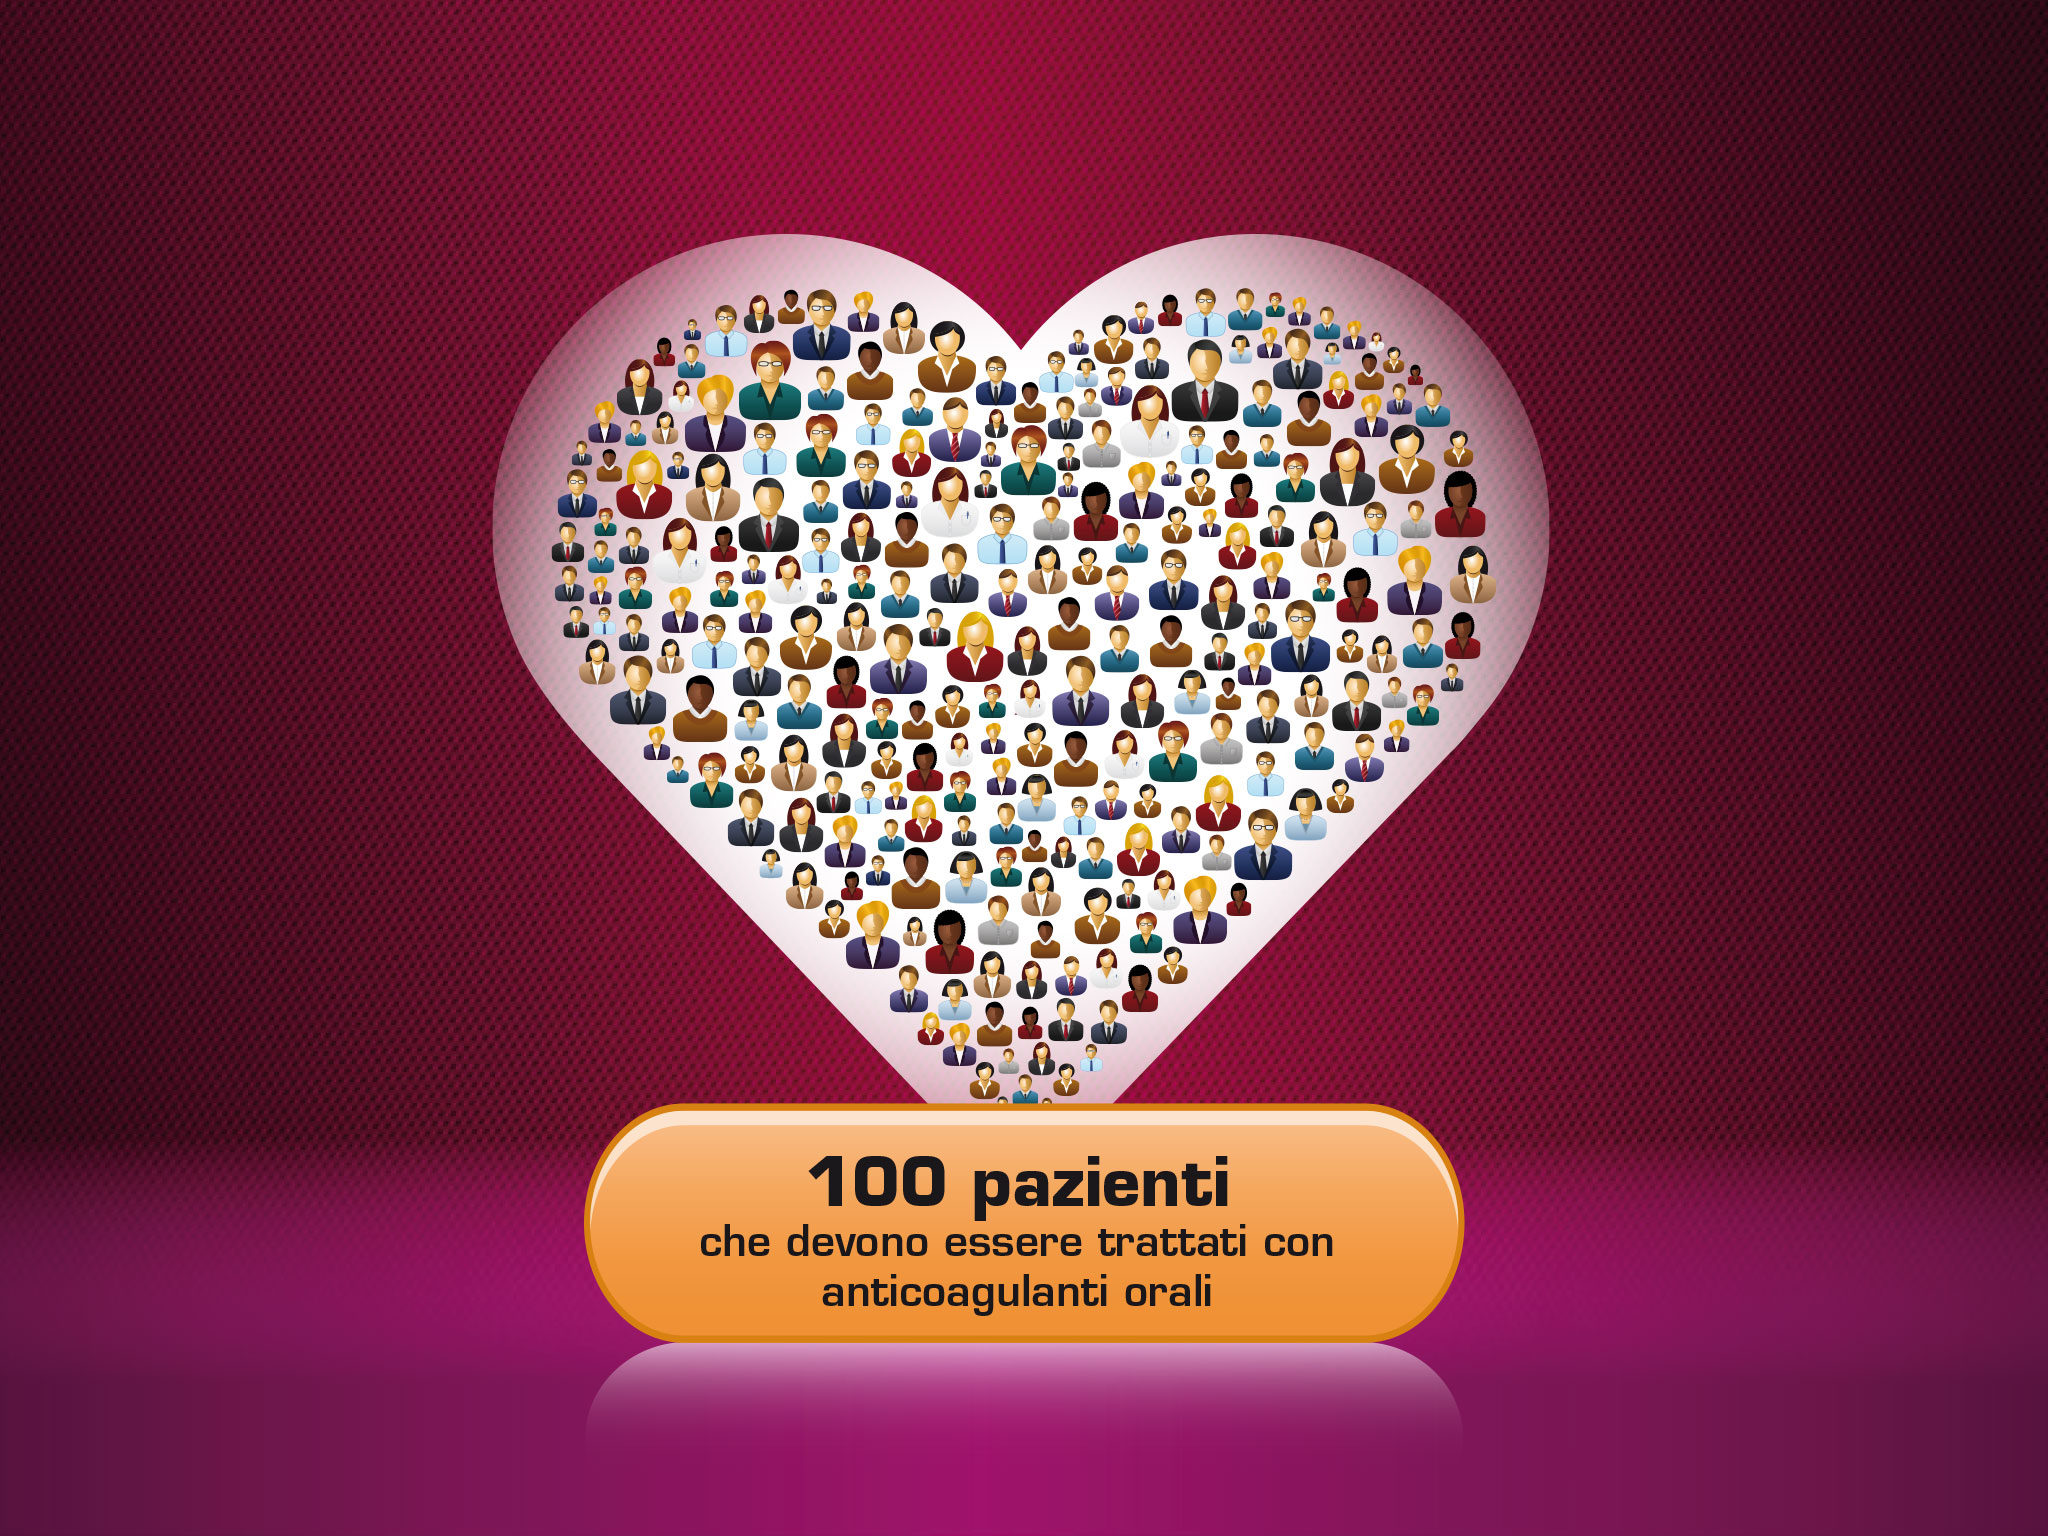 100 pazienti
che devono essere trattati con
anticoagulanti orali